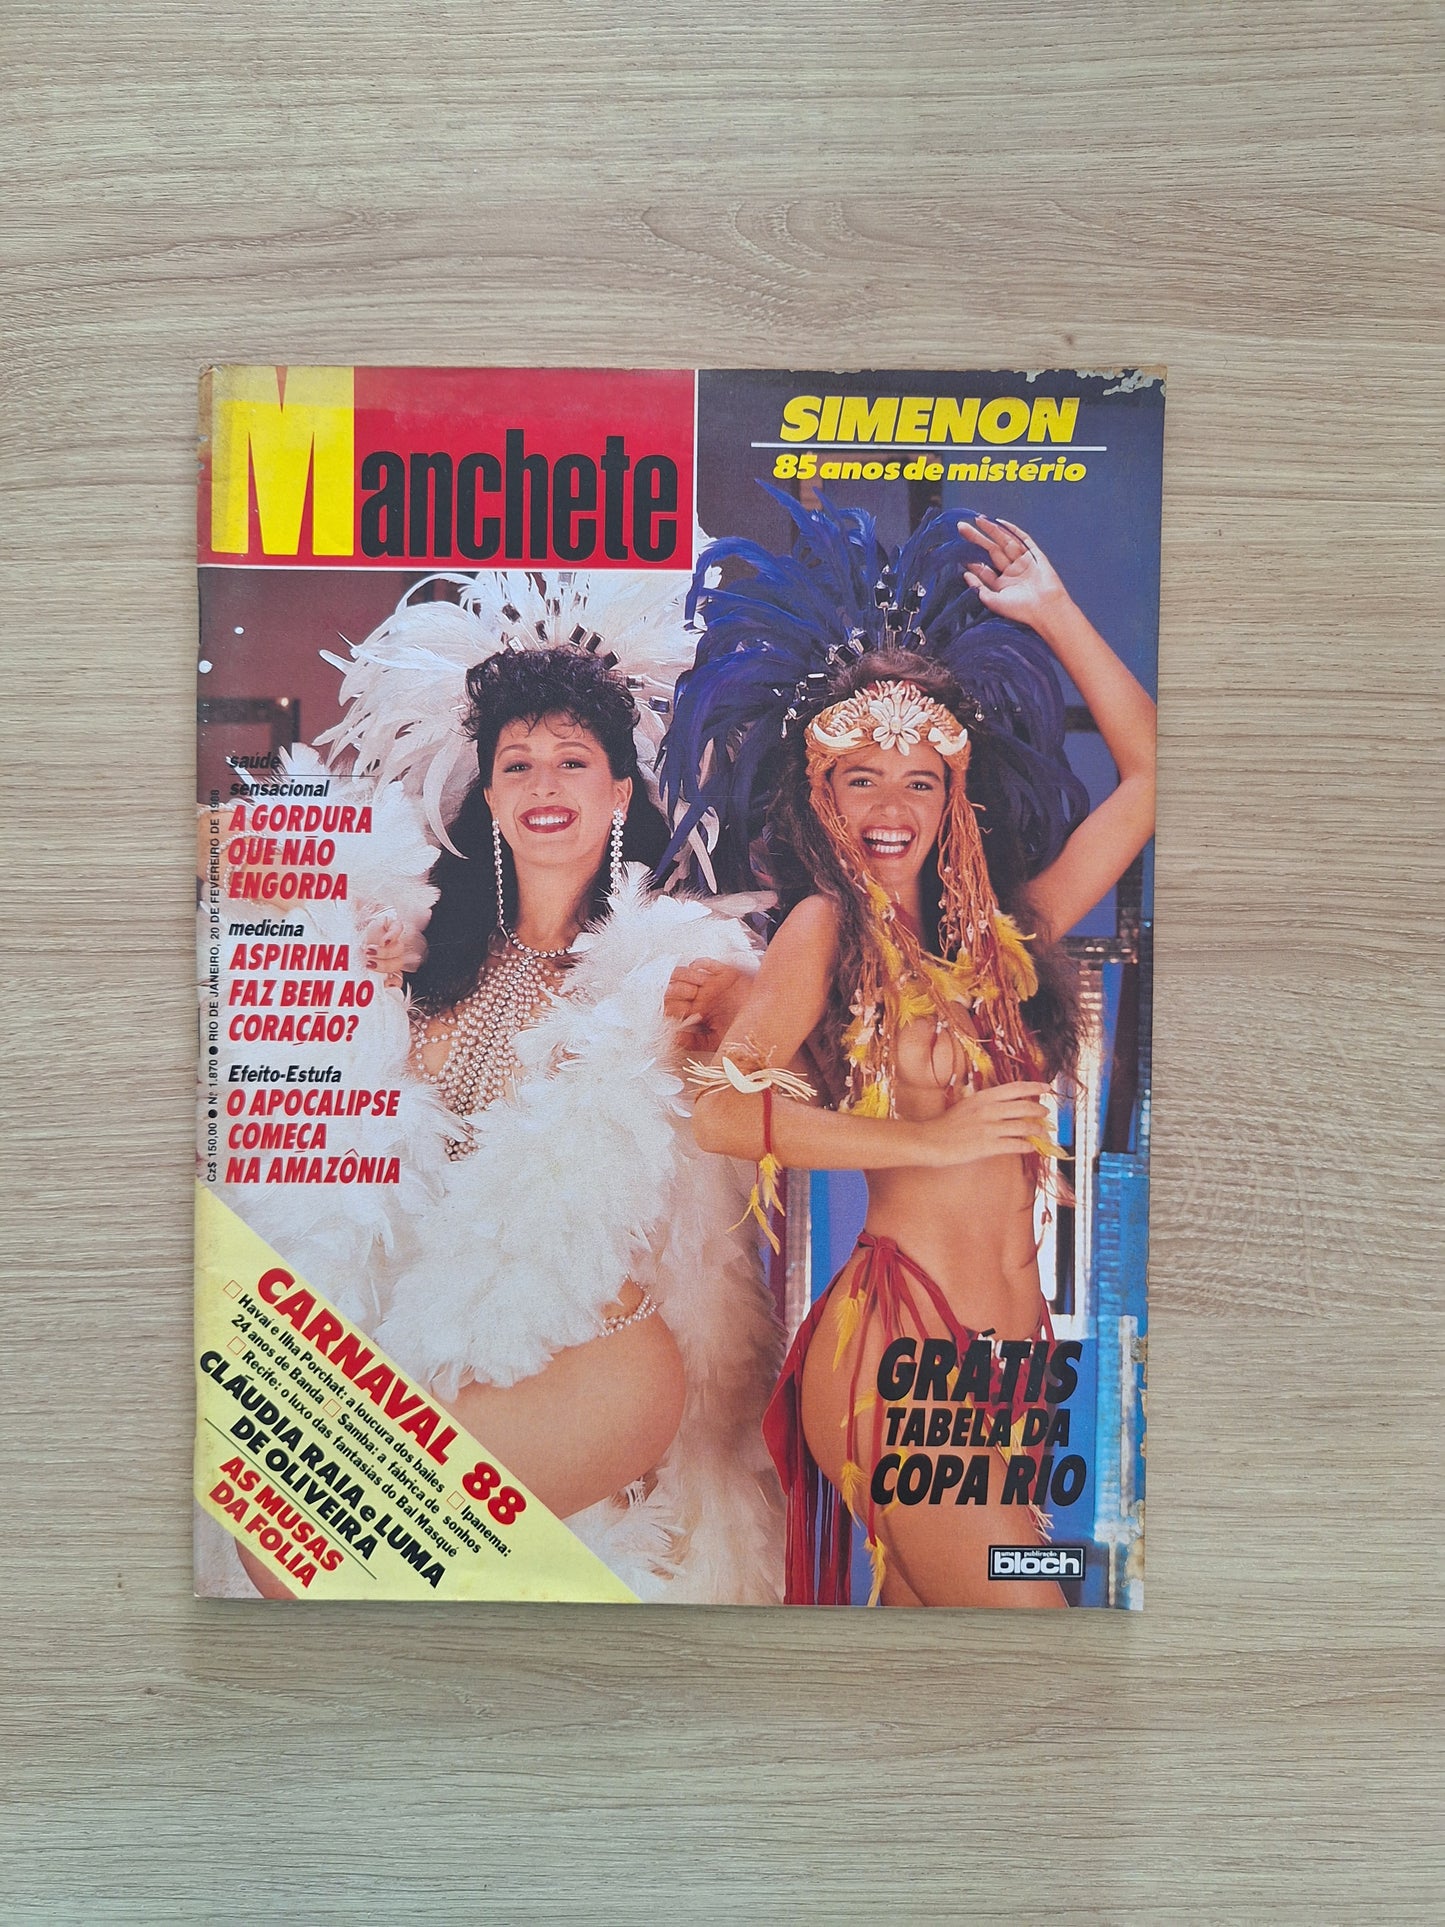 Manchete
SIMENON
85 anos de mistério
saúde
sensacional
A GORDURA
QUE NÃO
ENGORDA
medicina
ASPIRINA
FAZ BEM AO
CORAÇÃO?
Efeito-Estufa
O APOCALIPSE
COMEÇA
NA AMAZÔNIA
Cz$ 150,00 ● Nº 1.870 ● RIO DE JANEIRO, 20 DE FEVEREIRO DE 1988
CARNAVAL 88
□ Havaí e Ilha Porchat: a loucura dos bailes □ Ipanema:
24 anos de Banda □ Samba: a fábrica de sonhos
□ Recife: o luxo das fantasias do Bal Masqué
CLÁUDIA RAIA e LUMA
DE OLIVEIRA
AS MUSAS
DA FOLIA
GRÁTIS
TABELA DA
COPA RIO
uma publicação
bloch